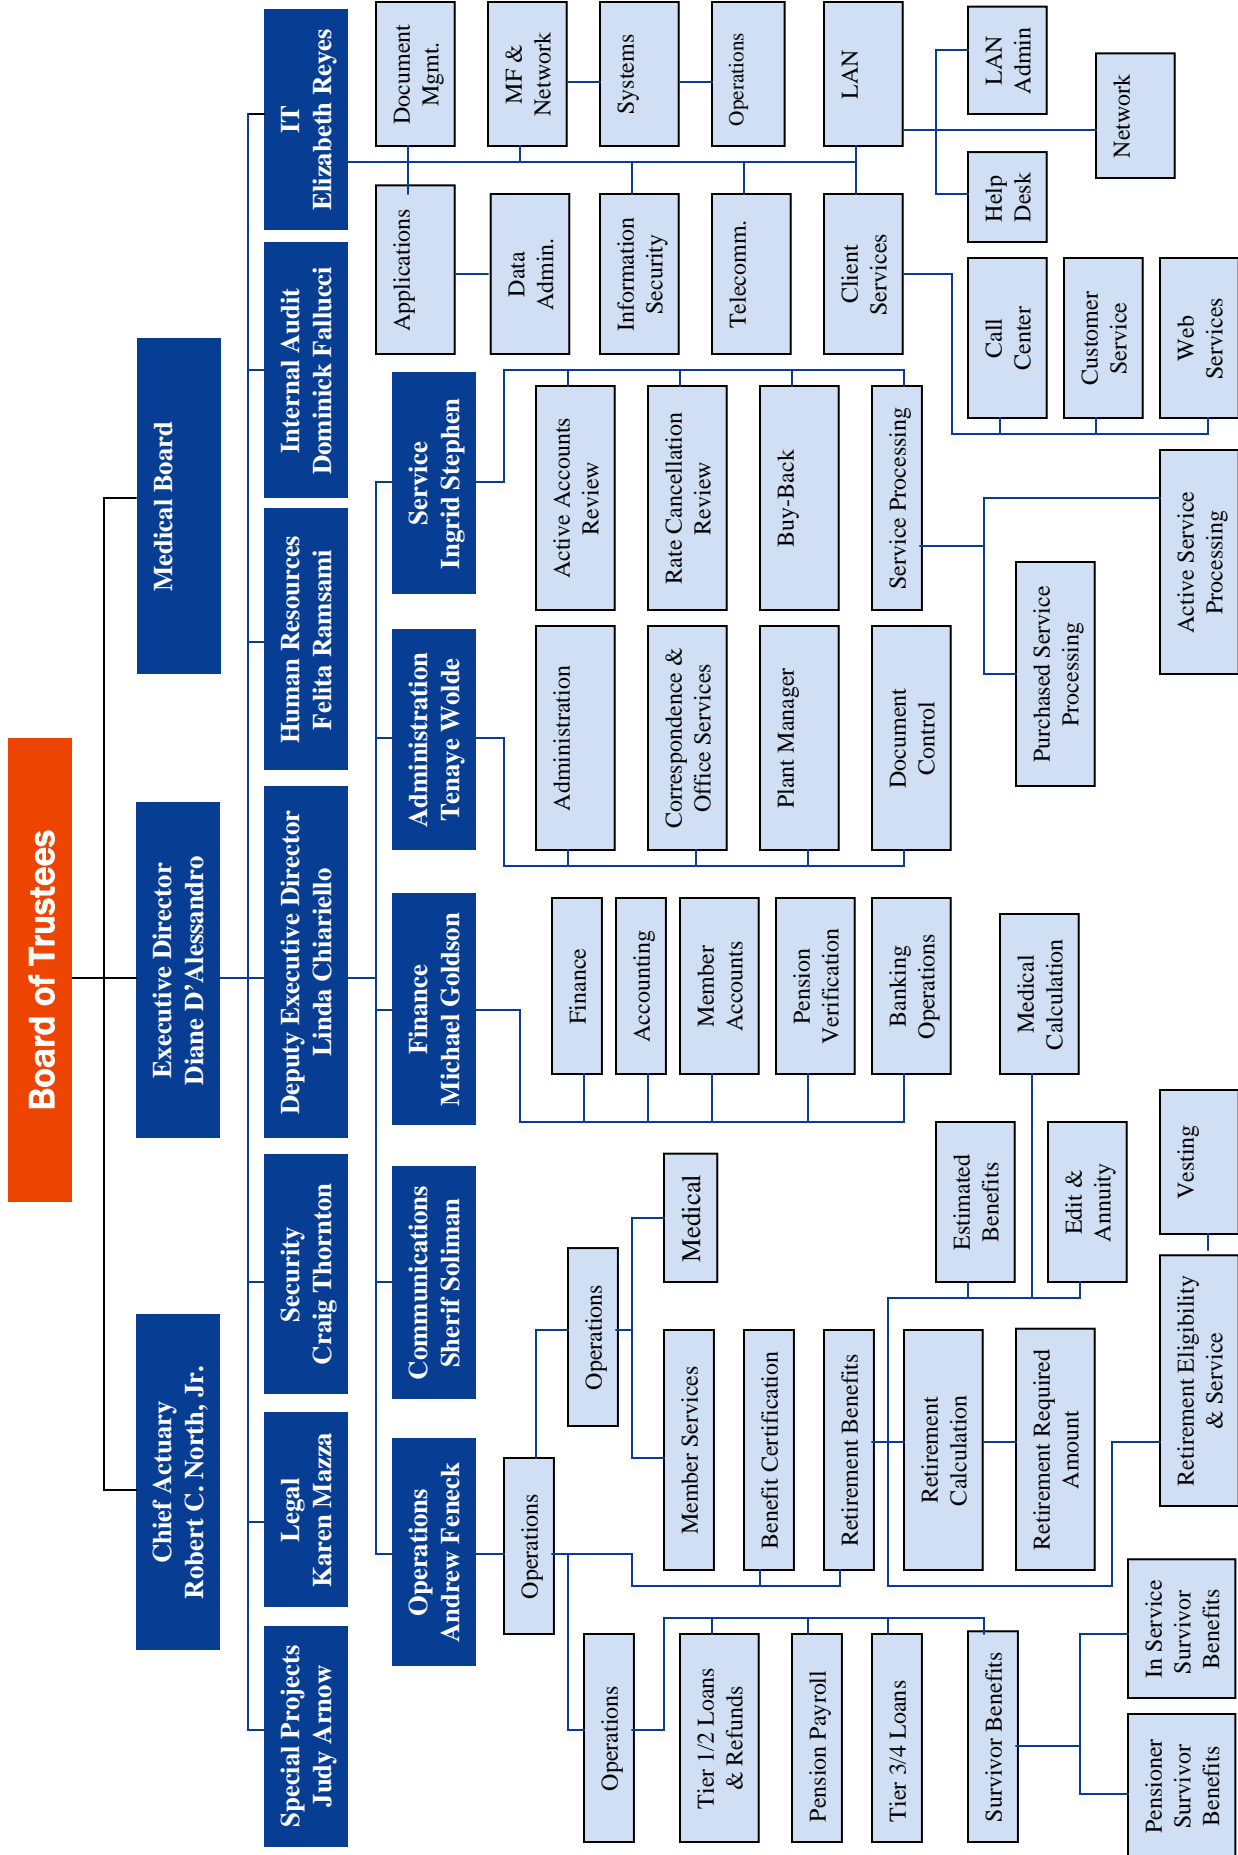 Board of Trustees
Chief Actuary
Robert C. North, Jr.
Executive Director
Diane D’Alessandro
Medical Board
Special Projects
Judy Arnow
Legal
Karen Mazza
Security
Craig Thornton
Deputy Executive Director
Linda Chiariello
Human Resources
Felita Ramsami
Internal Audit
Dominick Fallucci
IT
Elizabeth Reyes
Operations
Andrew Feneck
Communications
Sherif Soliman
Finance
Michael Goldson
Administration
Tenaye Wolde
Service
Ingrid Stephen
Operations
Operations
Operations
Tier 1/2 Loans
& Refunds
Pension Payroll
Tier 3/4 Loans
Survivor Benefits
Pensioner
Survivor
Benefits
In Service
Survivor
Benefits
Member Services
Medical
Benefit Certification
Retirement Benefits
Retirement
Calculation
Retirement Required
Amount
Estimated
Benefits
Medical
Calculation
Edit &
Annuity
Retirement Eligibility
& Service
Vesting
Finance
Accounting
Member
Accounts
Pension
Verification
Banking
Operations
Administration
Correspondence &
Office Services
Plant Manager
Document
Control
Active Accounts
Review
Rate Cancellation
Review
Buy-Back
Service Processing
Purchased Service
Processing
Active Service
Processing
Applications
Document
Mgmt.
Data
Admin.
MF &
Network
Information
Security
Systems
Telecomm.
Operations
Client
Services
LAN
Call
Center
Customer
Service
Web
Services
Help
Desk
LAN
Admin
Network